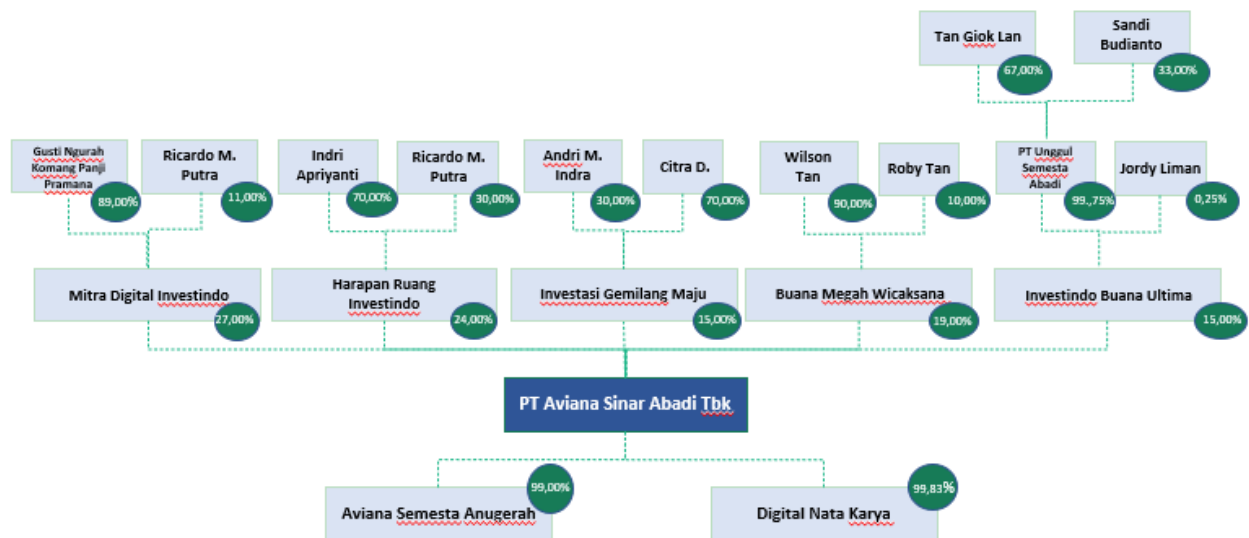 Tan Giok Lan
67,00%
Sandi
Budianto
33,00%
Gusti Ngurah
Komang Panji
Pramana
89,00%
Ricardo M.
Putra
11,00%
Indri
Apriyanti
70,00%
Ricardo M.
Putra
30,00%
Andri M.
Indra
30,00%
Citra D.
70,00%
Wilson
Tan
90,00%
Roby Tan
10,00%
PT Unggul
Semesta
Abadi
99.,75%
Jordy Liman
0,25%
Mitra Digital Investindo
27,00%
Harapan Ruang
Investindo
24,00%
Investasi Gemilang Maju
15,00%
Buana Megah Wicaksana
19,00%
Investindo Buana Ultima
15,00%
PT Aviana Sinar Abadi Tbk
99,00%
Aviana Semesta Anugerah
99,83%
Digital Nata Karya